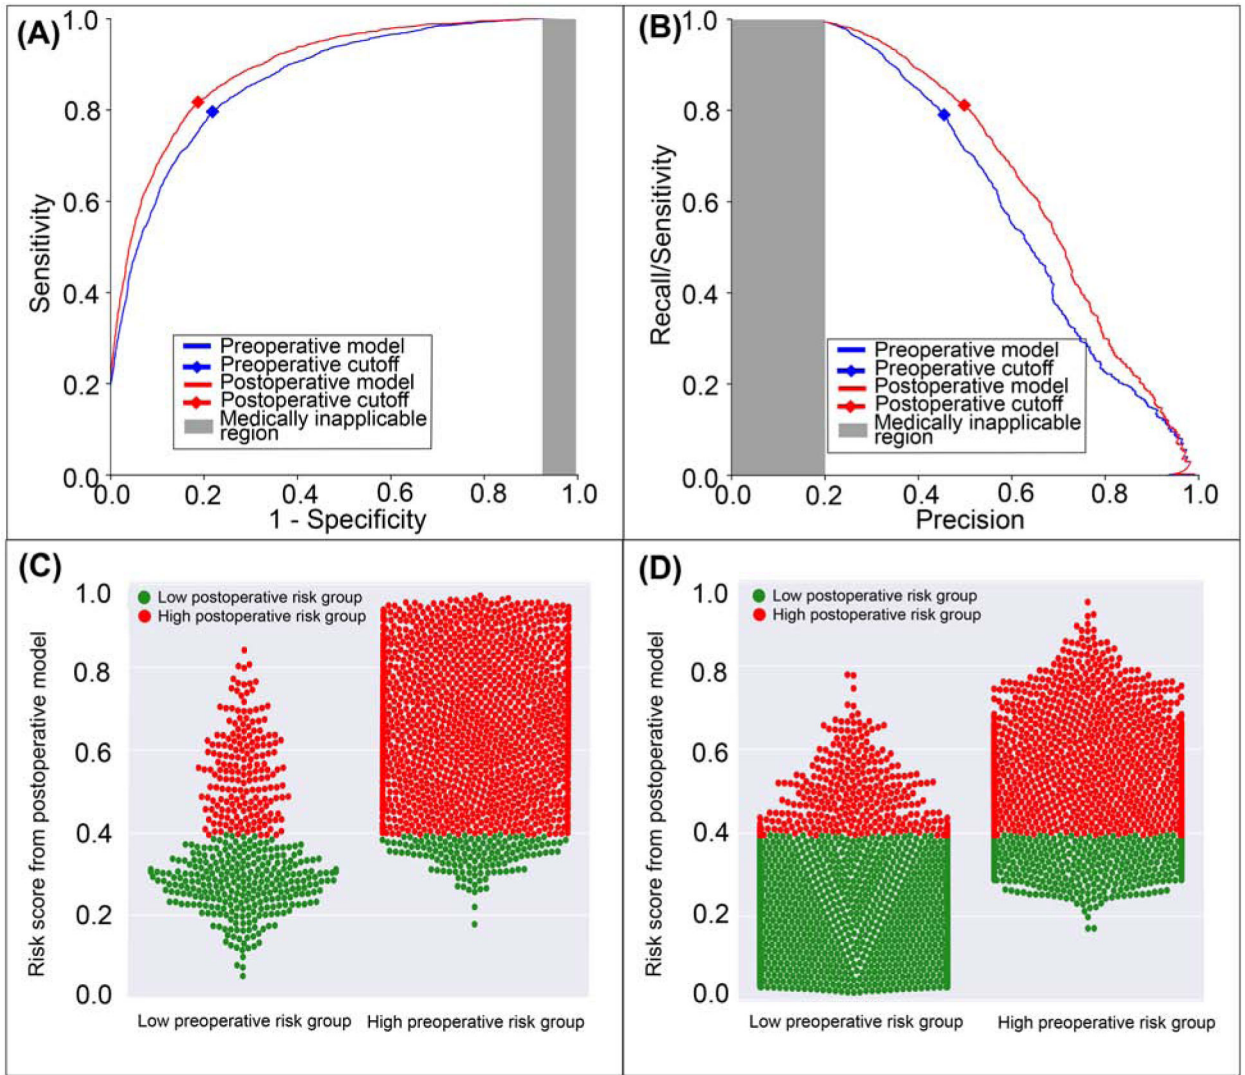 (A)
1.0
0.8
0.6
0.4
0.2
0.0
Sensitivity
Preoperative model
Preoperative cutoff
Postoperative model
Postoperative cutoff
Medically inapplicable
region
0.0 0.2 0.4 0.6 0.8 1.0
1 - Specificity
(B)
1.0
0.8
0.6
0.4
0.2
0.0
Recall/Sensitivity
Preoperative model
Preoperative cutoff
Postoperative model
Postoperative cutoff
Medically inapplicable
region
0.0 0.2 0.4 0.6 0.8 1.0
Precision
(C)
1.0
0.8
0.6
0.4
0.2
0.0
Risk score from postoperative model
Low postoperative risk group
High postoperative risk group
Low preoperative risk group High preoperative risk group
(D)
1.0
0.8
0.6
0.4
0.2
0.0
Risk score from postoperative model
Low postoperative risk group
High postoperative risk group
Low preoperative risk group High preoperative risk group